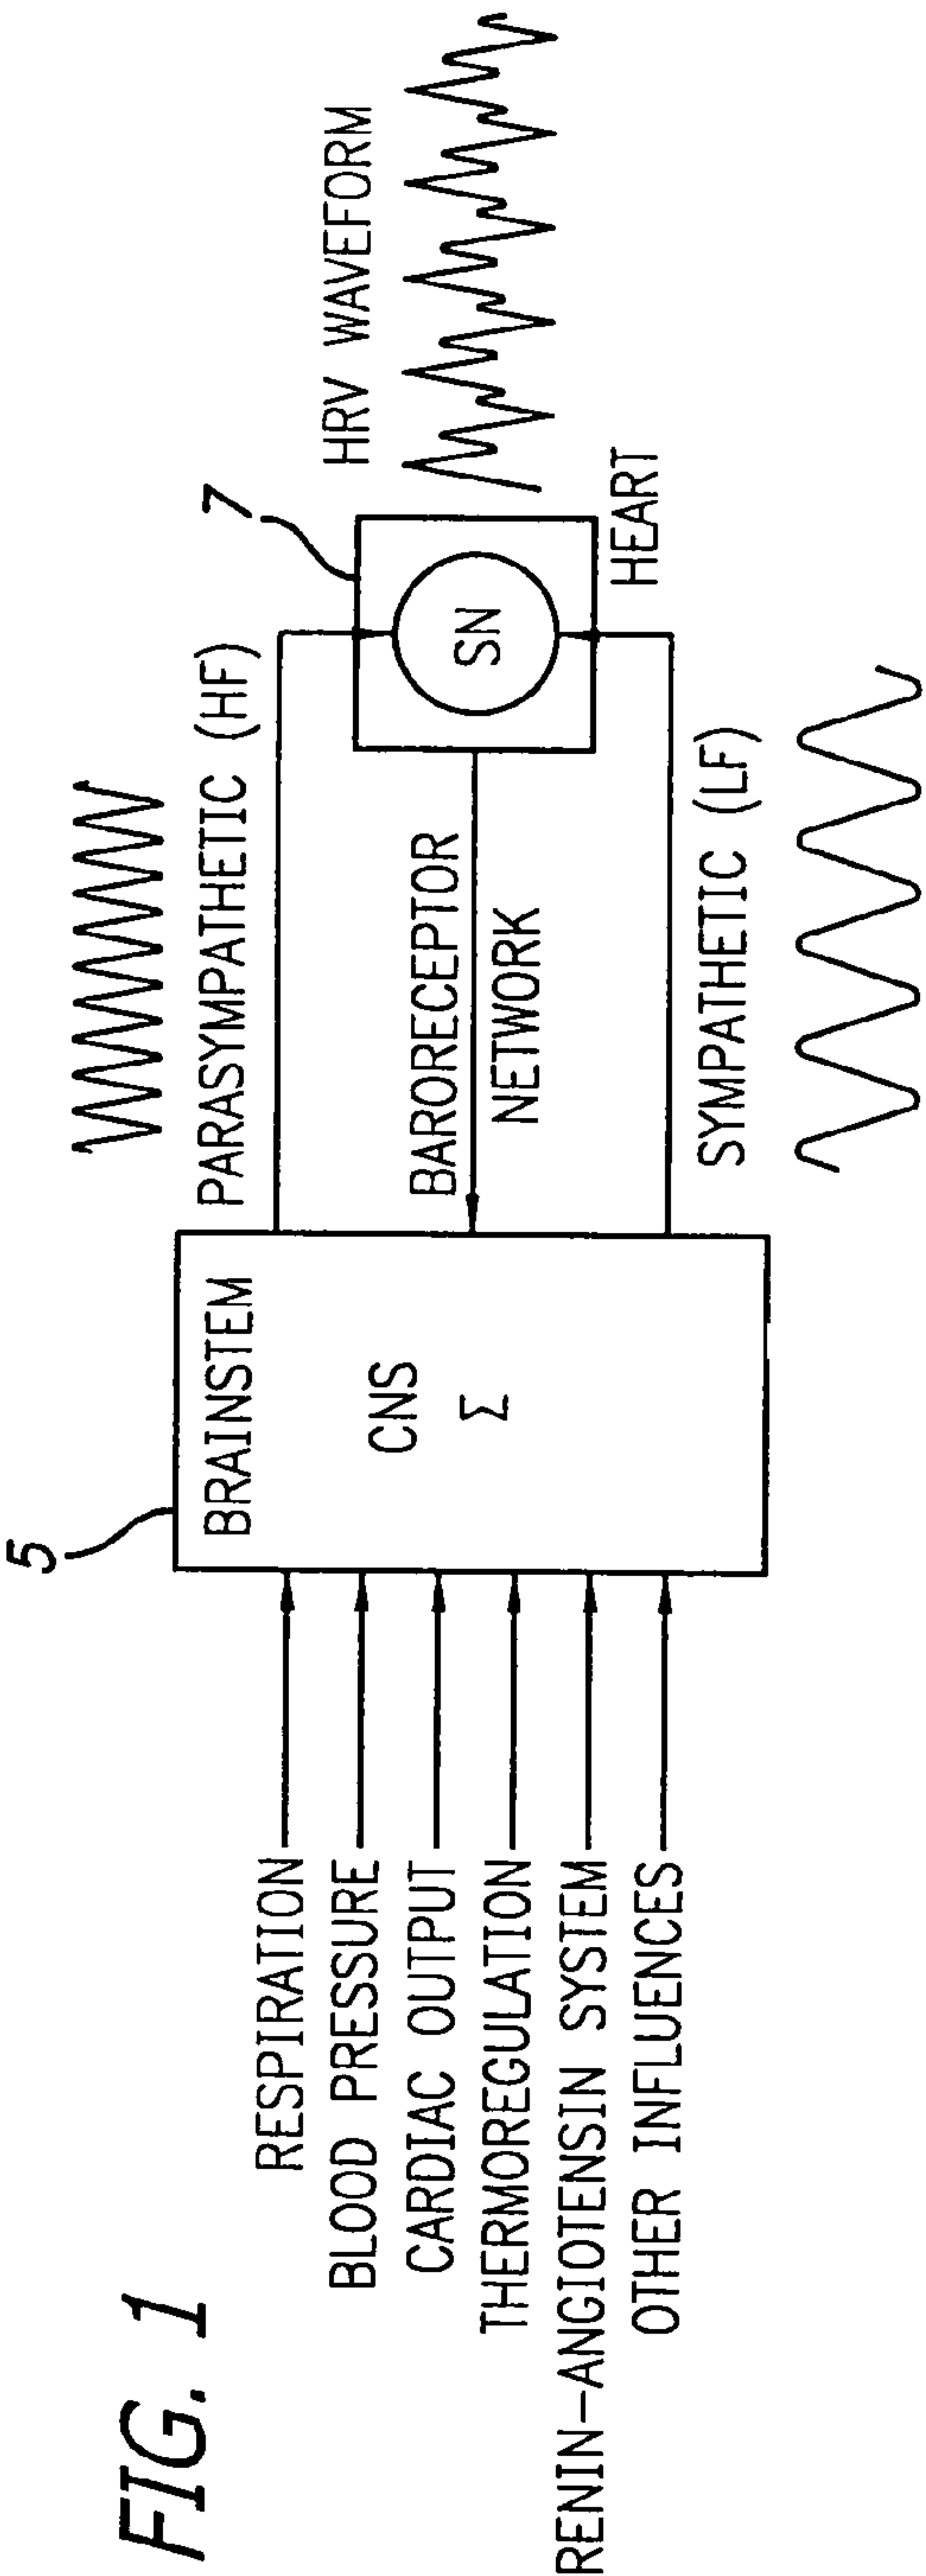 FIG. 1
RESPIRATION
BLOOD PRESSURE
CARDIAC OUTPUT
THERMOREGULATION
RENIN-ANGIOTENSIN SYSTEM
OTHER INFLUENCES
5
BRAINSTEM
CNS
Σ
PARASYMPATHETIC (HF)
BARORECEPTOR
NETWORK
SYMPATHETIC (LF)
7
SN
HEART
HRV WAVEFORM